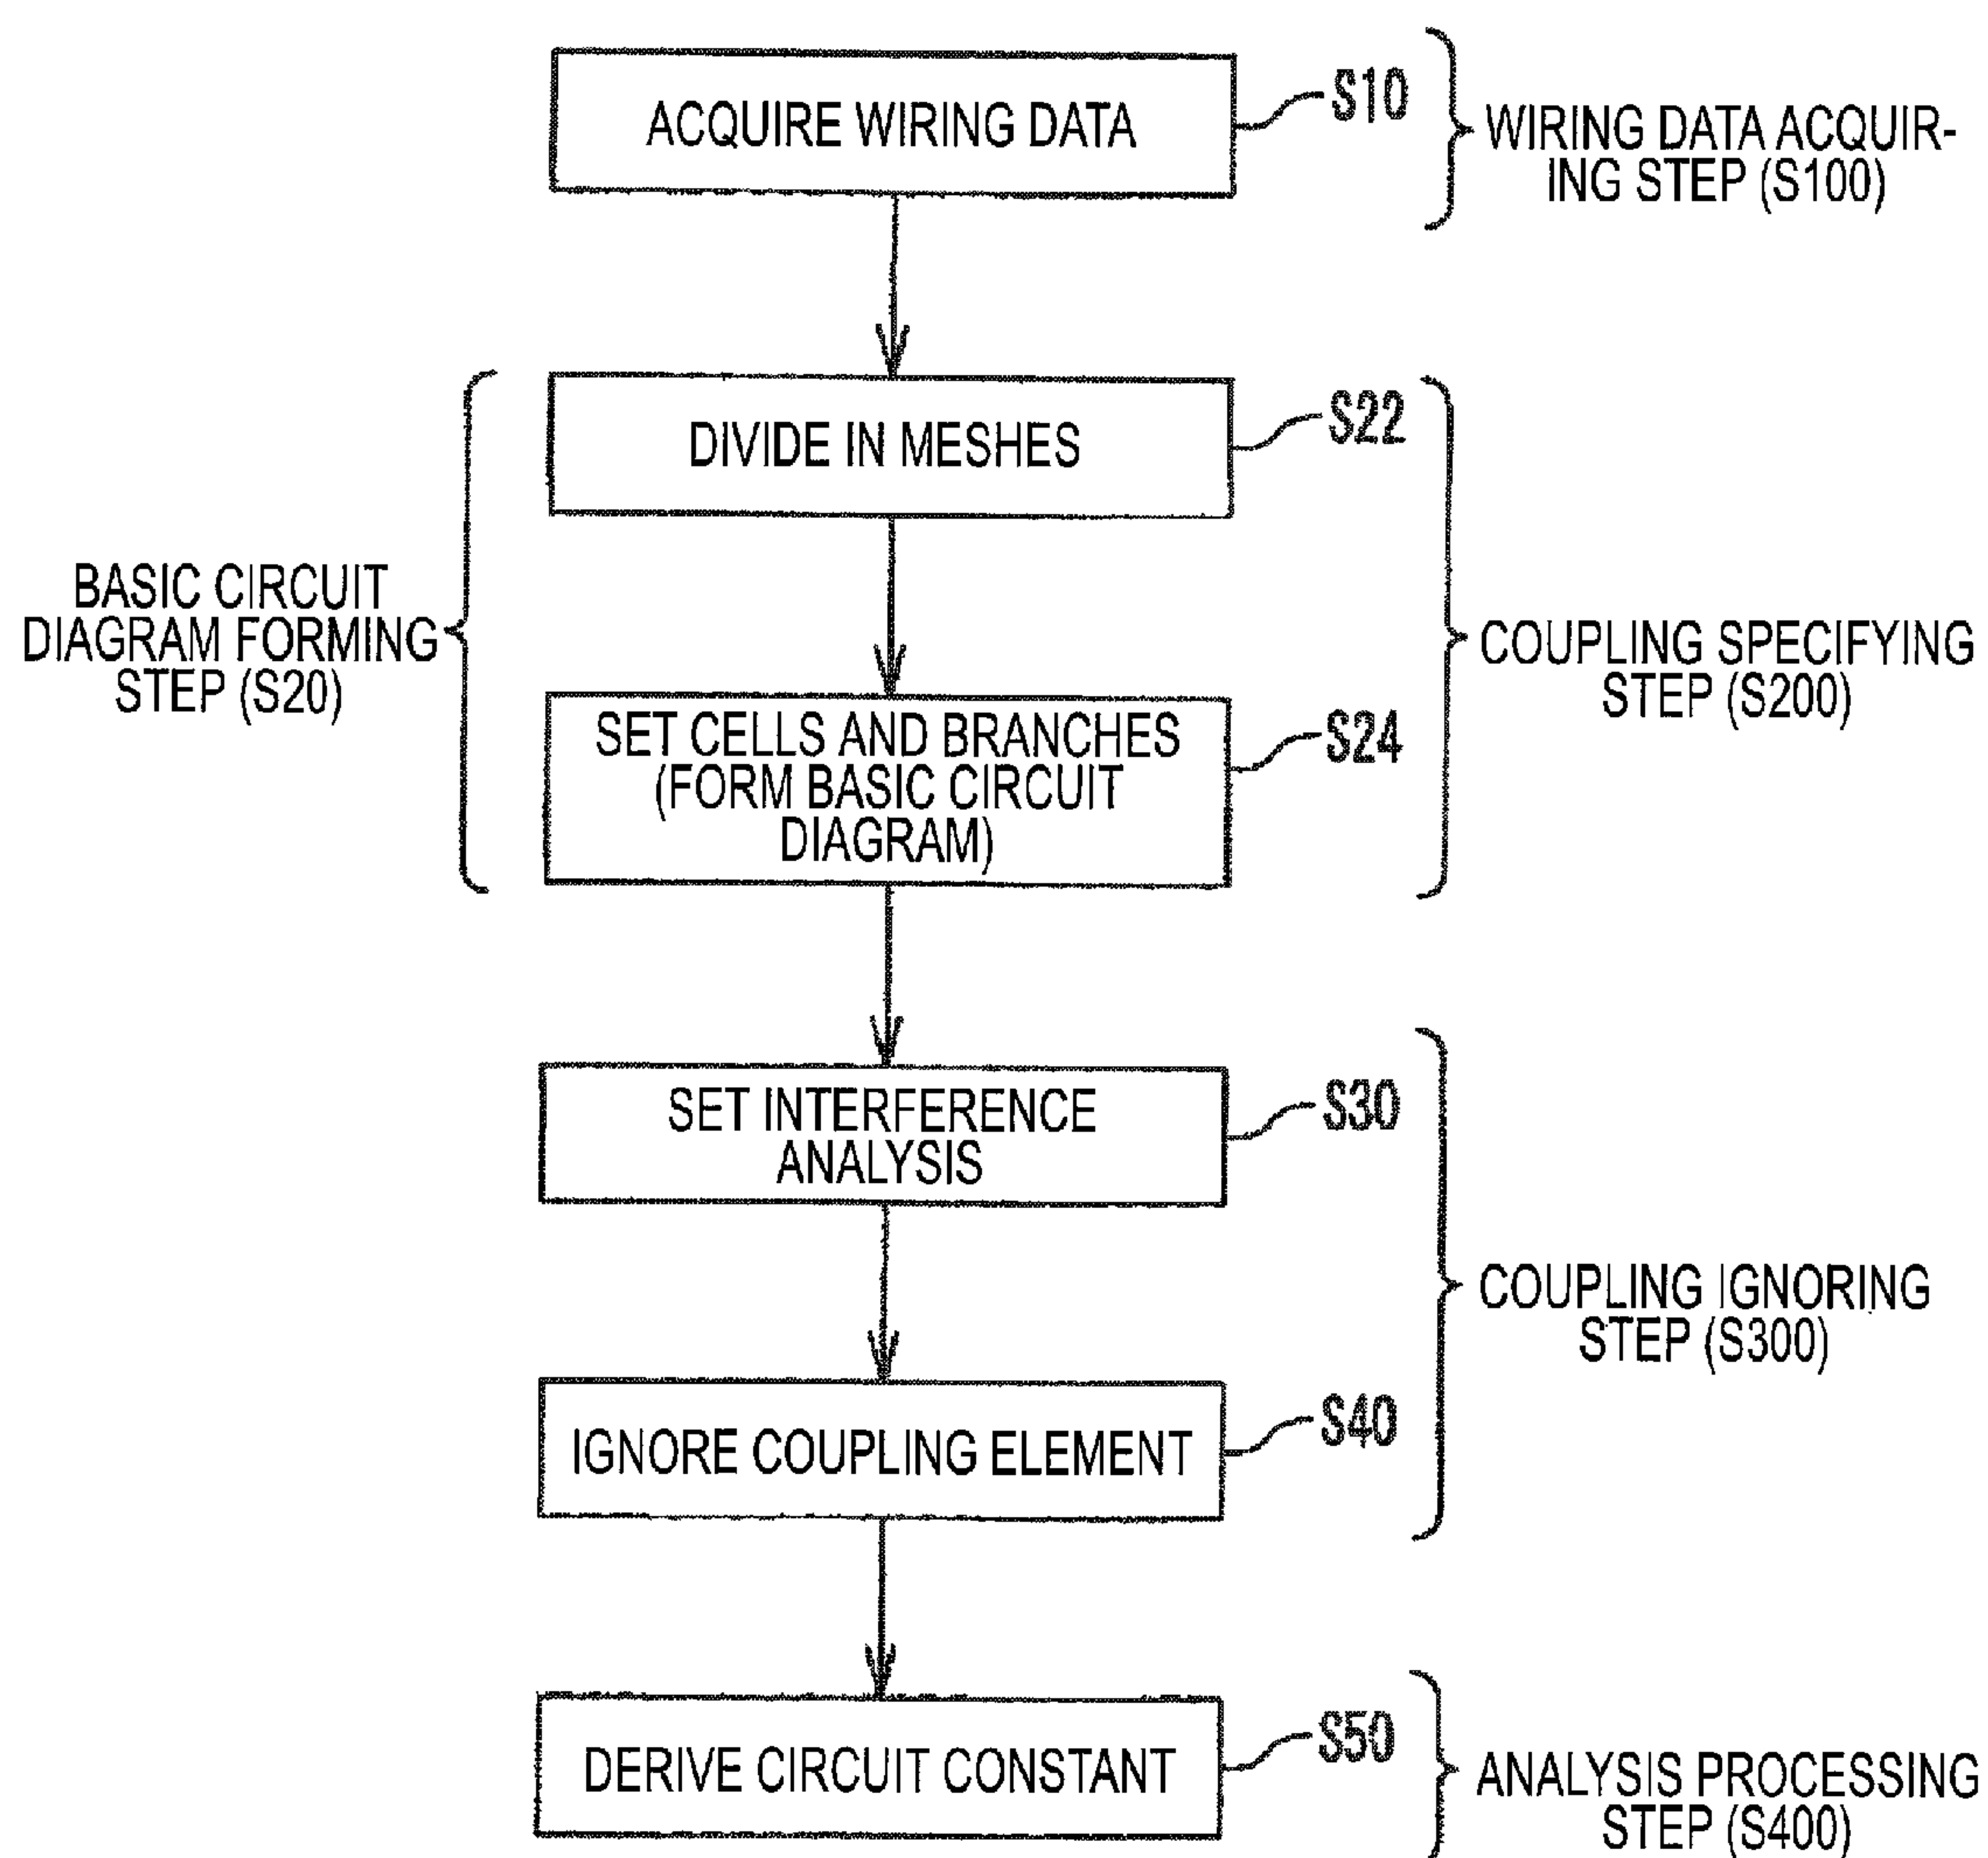 ACQUIRE WIRING DATA
S10
WIRING DATA ACQUIR-
ING STEP (S100)
DIVIDE IN MESHES
S22
BASIC CIRCUIT
DIAGRAM FORMING
STEP (S20)
SET CELLS AND BRANCHES
(FORM BASIC CIRCUIT
DIAGRAM)
S24
COUPLING SPECIFYING
STEP (S200)
SET INTERFERENCE
ANALYSIS
S30
IGNORE COUPLING ELEMENT
S40
COUPLING IGNORING
STEP (S300)
DERIVE CIRCUIT CONSTANT
S50
ANALYSIS PROCESSING
STEP (S400)